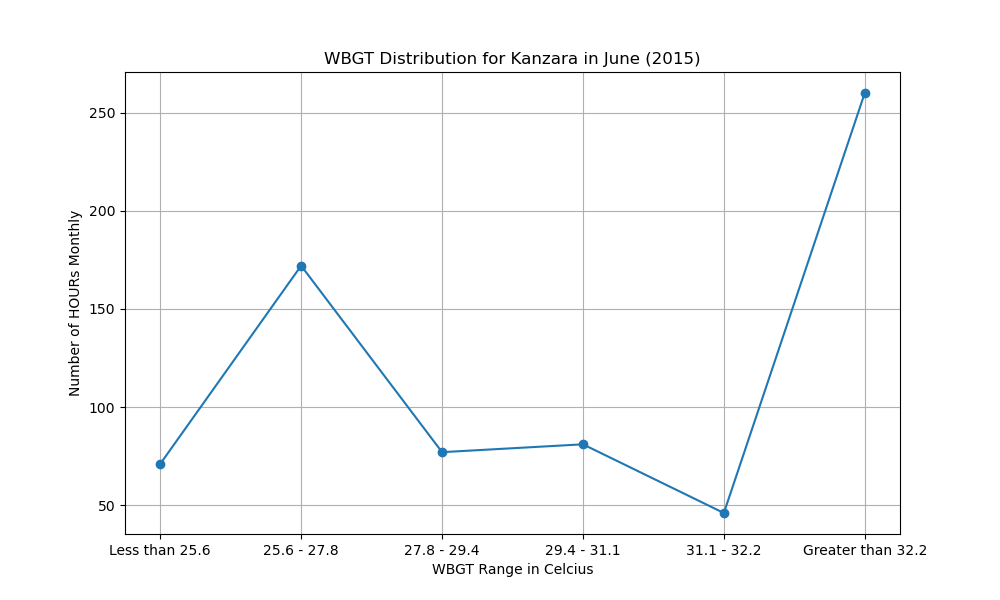 WBGT Distribution for Kanzara in June (2015)
Number of HOURs Monthly
250
200
150
100
50
Less than 25.6
25.6 - 27.8
27.8 - 29.4
29.4 - 31.1
31.1 - 32.2
Greater than 32.2
WBGT Range in Celcius